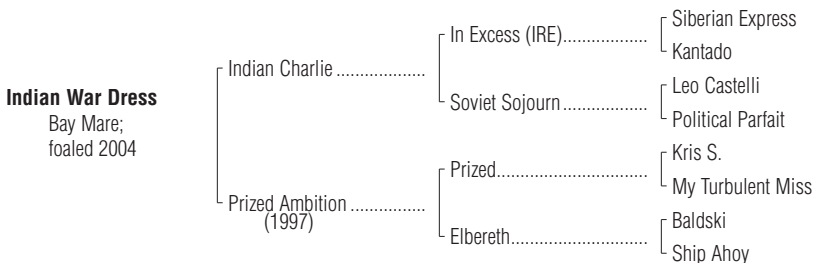 Indian War Dress
Bay Mare;
foaled 2004
Indian Charlie ...................
Prized Ambition ................
(1997)
In Excess (IRE)...................
Soviet Sojourn ...................
Prized.................................
Elbereth..............................
Siberian Express
Kantado
Leo Castelli
Political Parfait
Kris S.
My Turbulent Miss
Baldski
Ship Ahoy